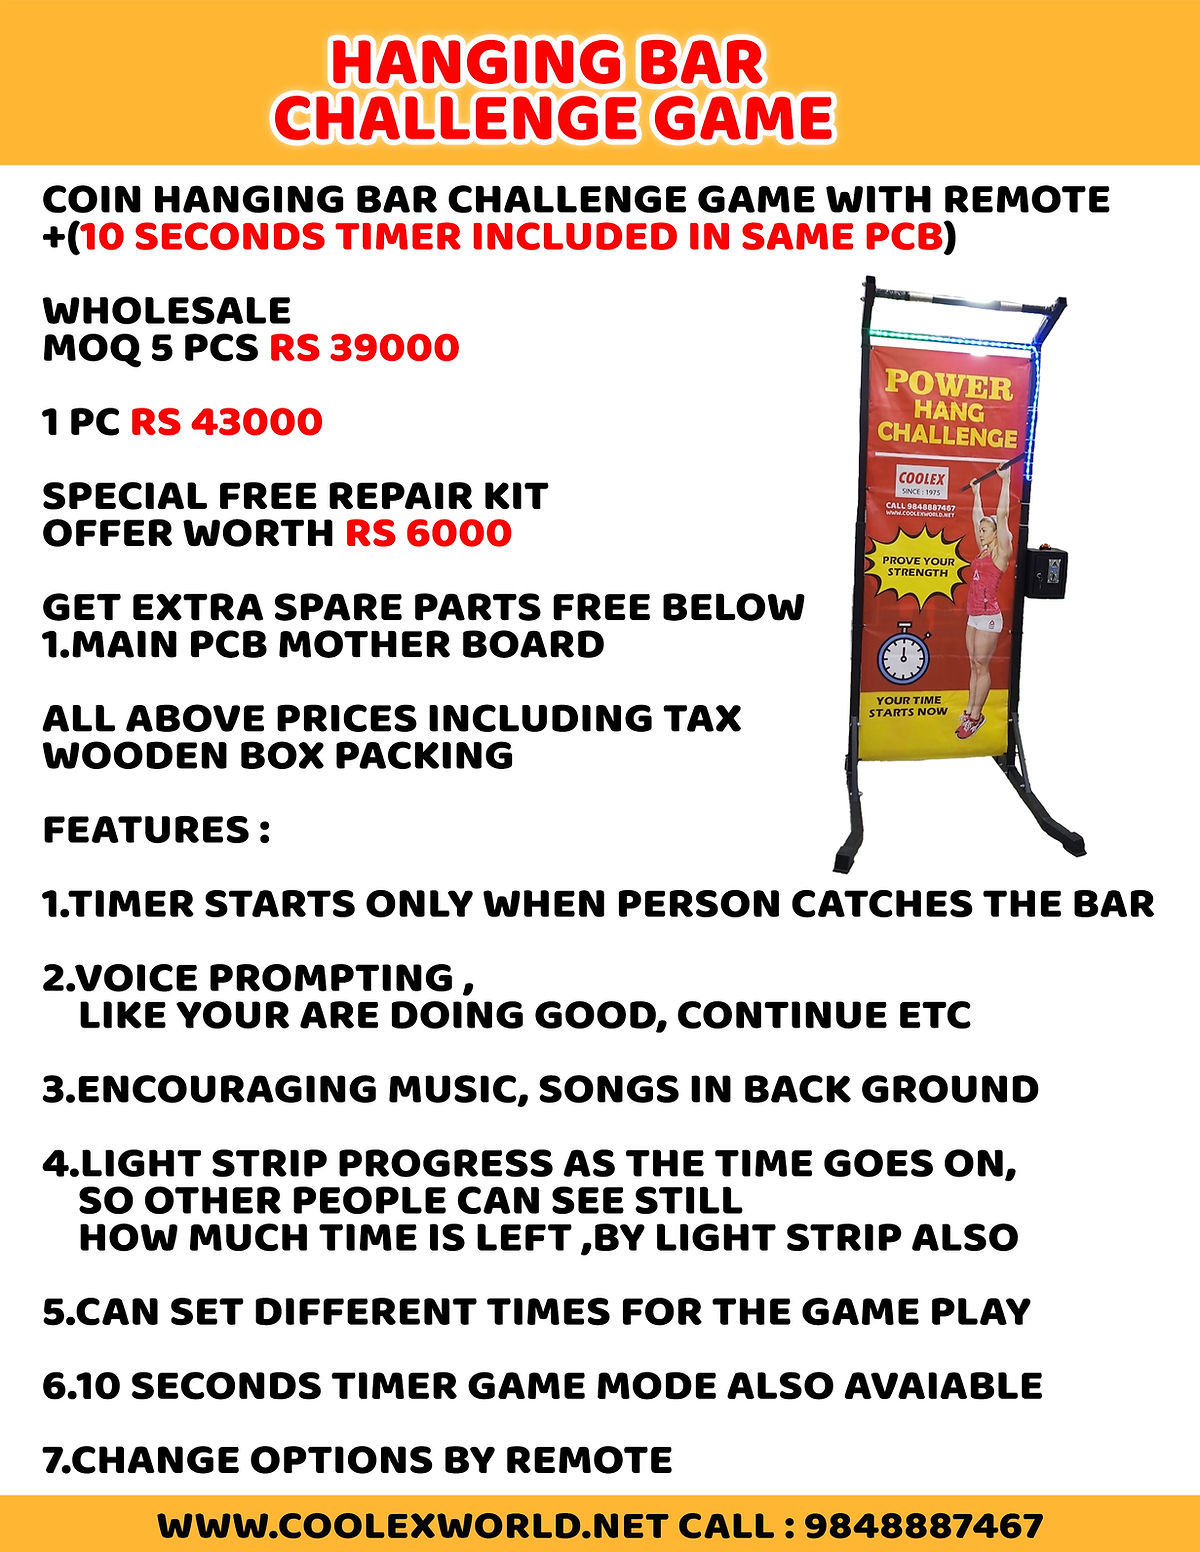 HANGING BAR
CHALLENGE GAME
COIN HANGING BAR CHALLENGE GAME WITH REMOTE
+(10 SECONDS TIMER INCLUDED IN SAME PCB)
WHOLESALE
MOQ 5 PCS RS 39000
1 PC RS 43000
SPECIAL FREE REPAIR KIT
OFFER WORTH RS 6000
GET EXTRA SPARE PARTS FREE BELOW
1.MAIN PCB MOTHER BOARD
ALL ABOVE PRICES INCLUDING TAX
WOODEN BOX PACKING
POWER
HANG
CHALLENGE
COOLEX
SINCE : 1975
CALL 9848887467
WWW.COOLEXWORLD.NET
PROVE YOUR
STRENGTH
YOUR TIME
STARTS NOW
FEATURES :
1.TIMER STARTS ONLY WHEN PERSON CATCHES THE BAR
2.VOICE PROMPTING ,
LIKE YOUR ARE DOING GOOD, CONTINUE ETC
3.ENCOURAGING MUSIC, SONGS IN BACK GROUND
4.LIGHT STRIP PROGRESS AS THE TIME GOES ON,
SO OTHER PEOPLE CAN SEE STILL
HOW MUCH TIME IS LEFT ,BY LIGHT STRIP ALSO
5.CAN SET DIFFERENT TIMES FOR THE GAME PLAY
6.10 SECONDS TIMER GAME MODE ALSO AVAIABLE
7.CHANGE OPTIONS BY REMOTE
WWW.COOLEXWORLD.NET CALL : 9848887467